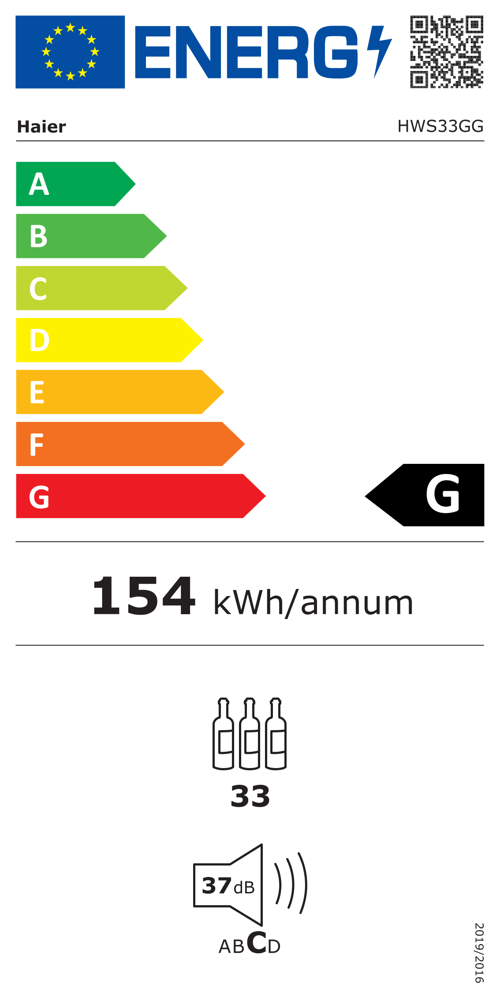 ENERG
Haier
HWS33GG
A
B
C
D
E
F
G
G
154 kWh/annum
33
37dB
ABCD
2019/2016